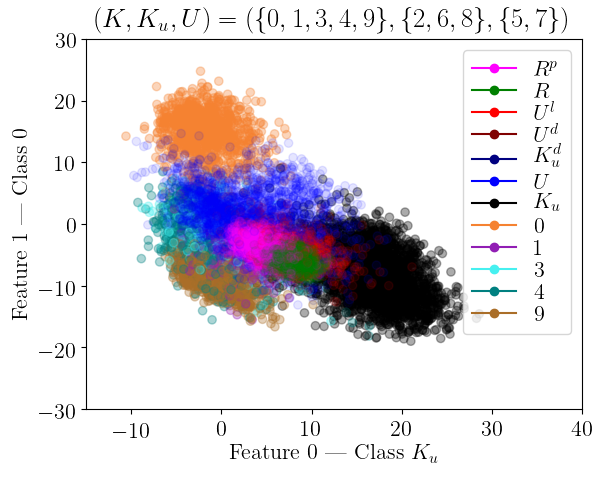 (K, K_u, U) = ({0, 1, 3, 4, 9}, {2, 6, 8}, {5, 7})
30
20
10
0
−10
−20
−30
Feature 1 — Class 0
R^p
R
U^l
U^d
K_u^d
U
K_u
0
1
3
4
9
−10
0
10
20
30
40
Feature 0 — Class K_u